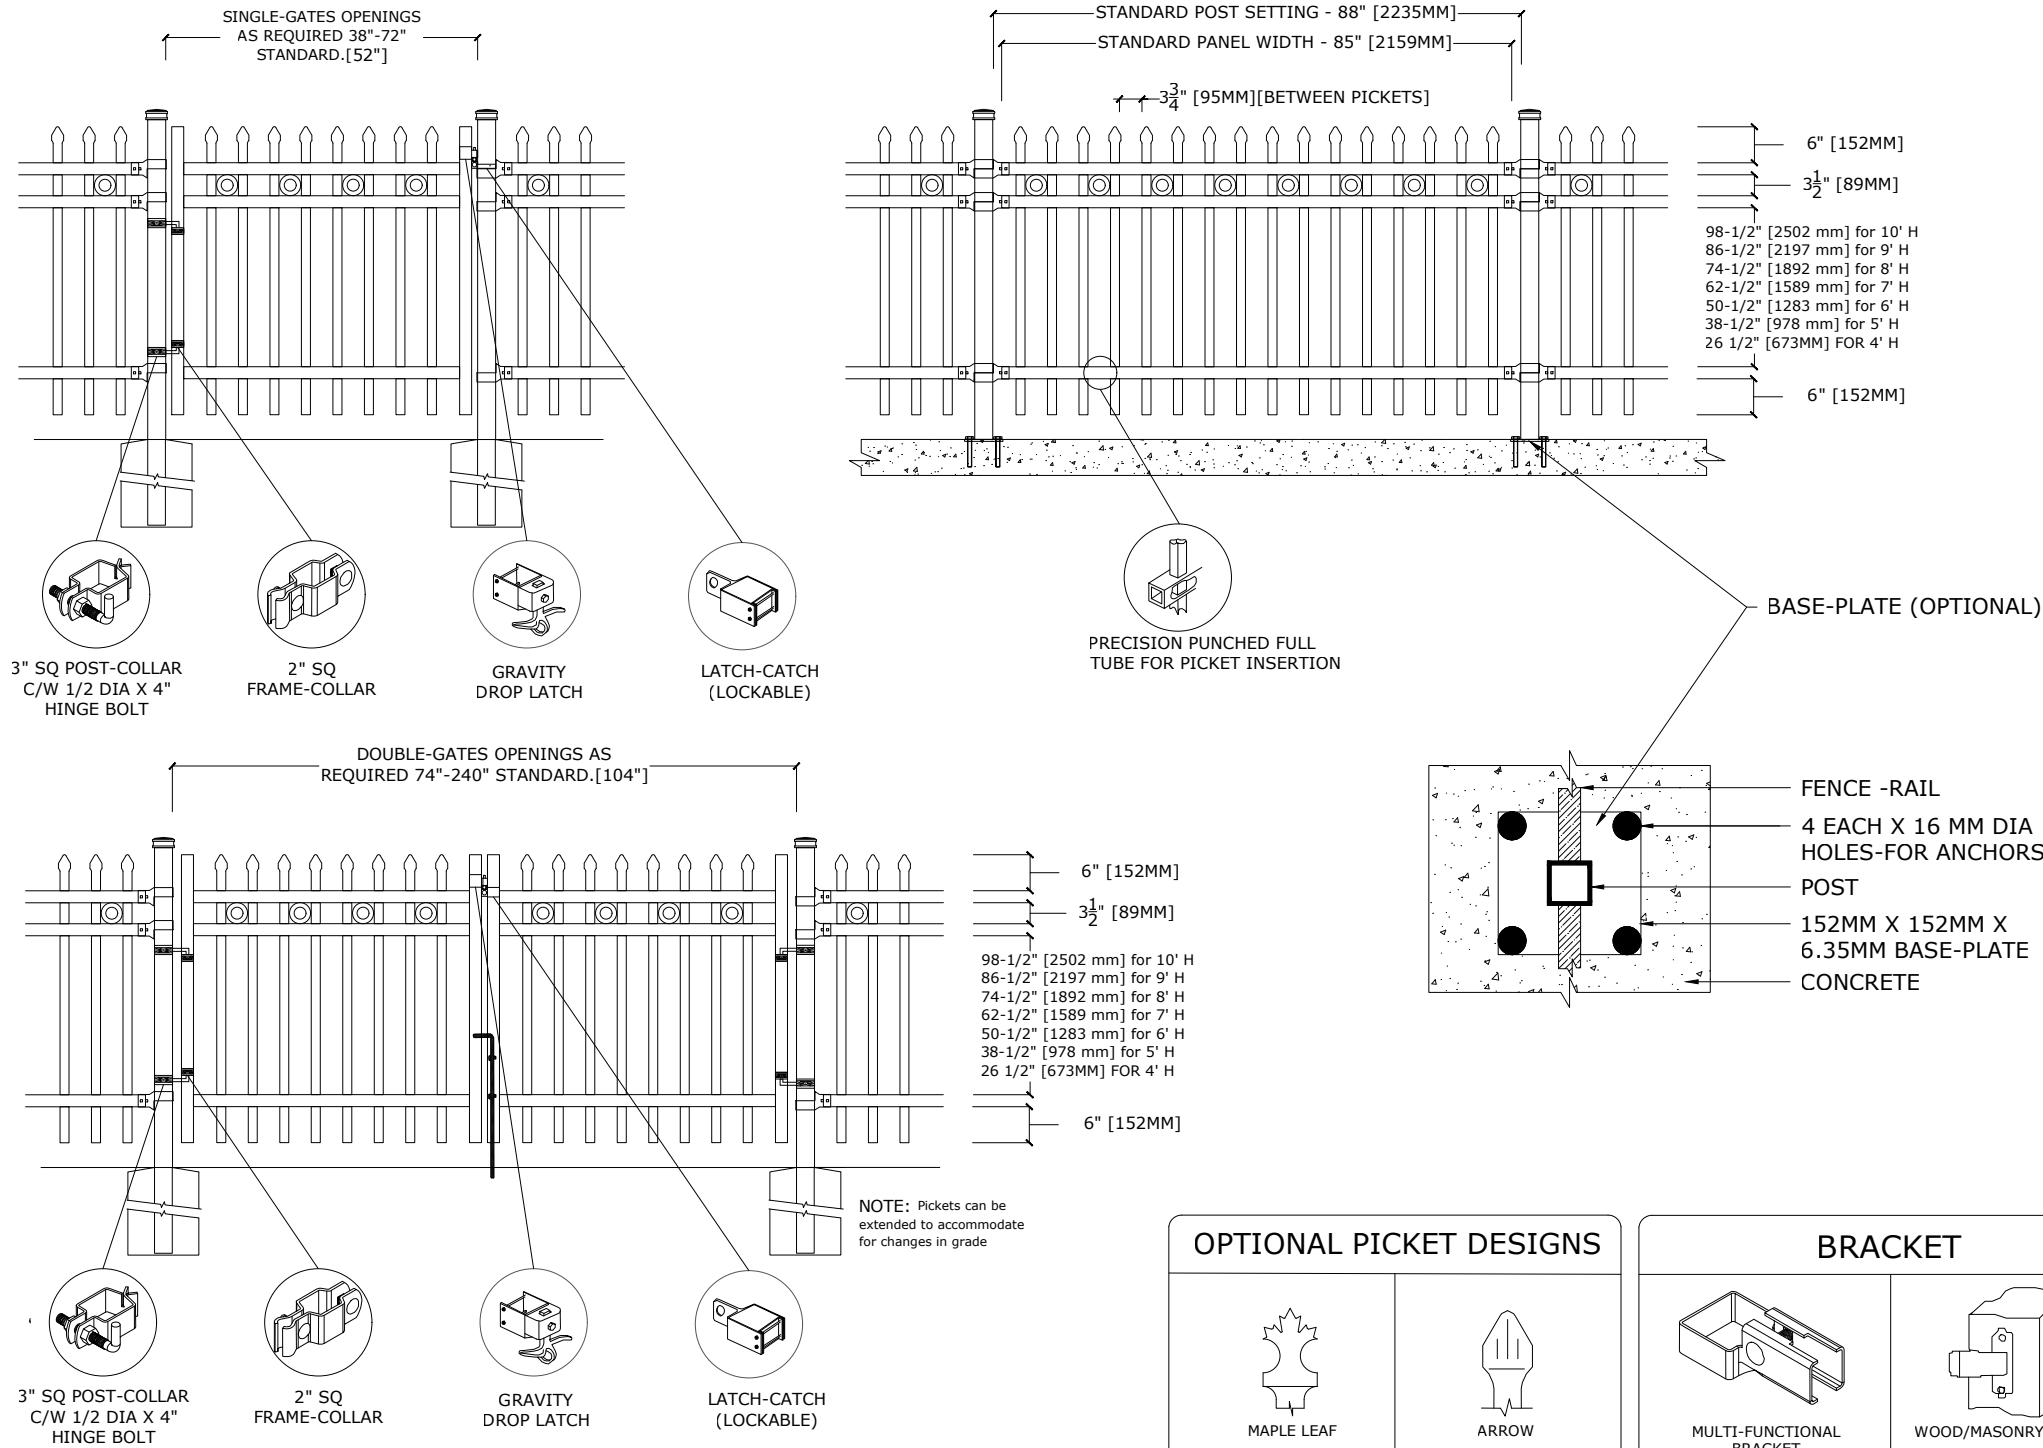 SINGLE-GATES OPENINGS
AS REQUIRED 38"-72"
STANDARD.[52"]
STANDARD POST SETTING - 88" [2235MM]
STANDARD PANEL WIDTH - 85" [2159MM]
3 3/4" [95MM][BETWEEN PICKETS]
6" [152MM]
3 1/2" [89MM]
98-1/2" [2502 mm] for 10' H
86-1/2" [2197 mm] for 9' H
74-1/2" [1892 mm] for 8' H
62-1/2" [1589 mm] for 7' H
50-1/2" [1283 mm] for 6' H
38-1/2" [978 mm] for 5' H
26 1/2" [673MM] FOR 4' H
6" [152MM]
3" SQ POST-COLLAR
C/W 1/2 DIA X 4"
HINGE BOLT
2" SQ
FRAME-COLLAR
GRAVITY
DROP LATCH
LATCH-CATCH
(LOCKABLE)
PRECISION PUNCHED FULL
TUBE FOR PICKET INSERTION
BASE-PLATE (OPTIONAL)
FENCE -RAIL
4 EACH X 16 MM DIA
HOLES-FOR ANCHORS
POST
152MM X 152MM X
6.35MM BASE-PLATE
CONCRETE
DOUBLE-GATES OPENINGS AS
REQUIRED 74"-240" STANDARD.[104"]
6" [152MM]
3 1/2" [89MM]
98-1/2" [2502 mm] for 10' H
86-1/2" [2197 mm] for 9' H
74-1/2" [1892 mm] for 8' H
62-1/2" [1589 mm] for 7' H
50-1/2" [1283 mm] for 6' H
38-1/2" [978 mm] for 5' H
26 1/2" [673MM] FOR 4' H
6" [152MM]
NOTE: Pickets can be
extended to accommodate
for changes in grade
3" SQ POST-COLLAR
C/W 1/2 DIA X 4"
HINGE BOLT
2" SQ
FRAME-COLLAR
GRAVITY
DROP LATCH
LATCH-CATCH
(LOCKABLE)
OPTIONAL PICKET DESIGNS
MAPLE LEAF
ARROW
BRACKET
MULTI-FUNCTIONAL
BRACKET
WOOD/MASONRY